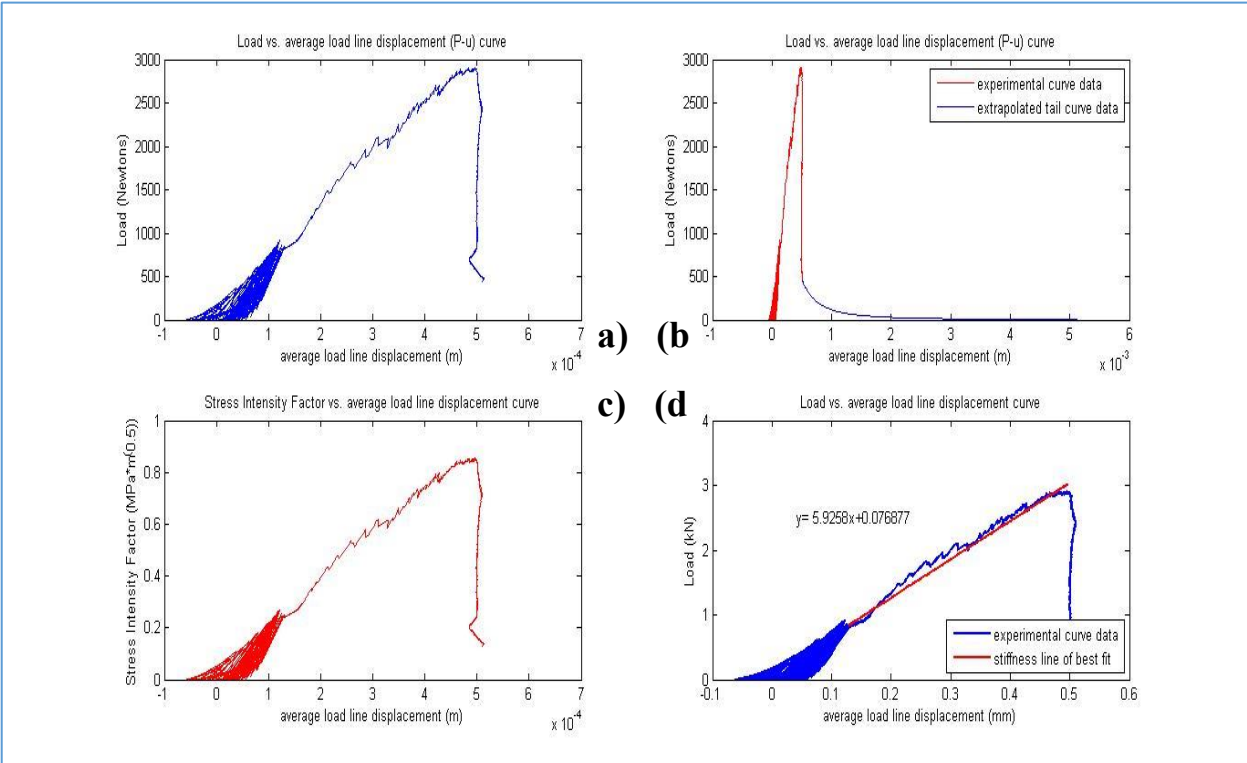 Load vs. average load line displacement (P-u) curve
3000
2500
2000
1500
1000
500
0
Load (Newtons)
-1 0 1 2 3 4 5 6 7
average load line displacement (m)
x 10-4
a)
Load vs. average load line displacement (P-u) curve
3000
2500
2000
1500
1000
500
0
Load (Newtons)
experimental curve data
extrapolated tail curve data
-1 0 1 2 3 4 5 6
average load line displacement (m)
x 10-3
(b
Stress Intensity Factor vs. average load line displacement curve
1
0.8
0.6
0.4
0.2
0
Stress Intensity Factor (MPa*m^0.5))
-1 0 1 2 3 4 5 6 7
average load line displacement (m)
x 10-4
c)
(d
Load vs. average load line displacement curve
4
3
2
1
0
Load (kN)
y= 5.9258x+0.076877
experimental curve data
stiffness line of best fit
-0.1 0 0.1 0.2 0.3 0.4 0.5 0.6
average load line displacement (mm)